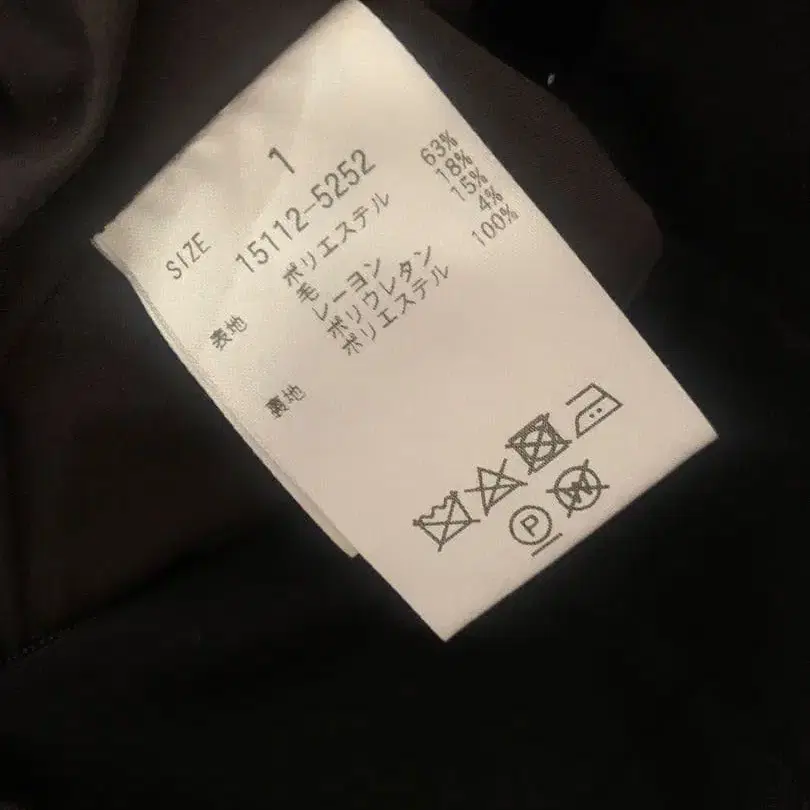 SIZE 1
15112-5252
表地 ポリエステル 63%
毛 18%
レーヨン 15%
ポリウレタン 4%
裏地 ポリエステル 100%
P
W